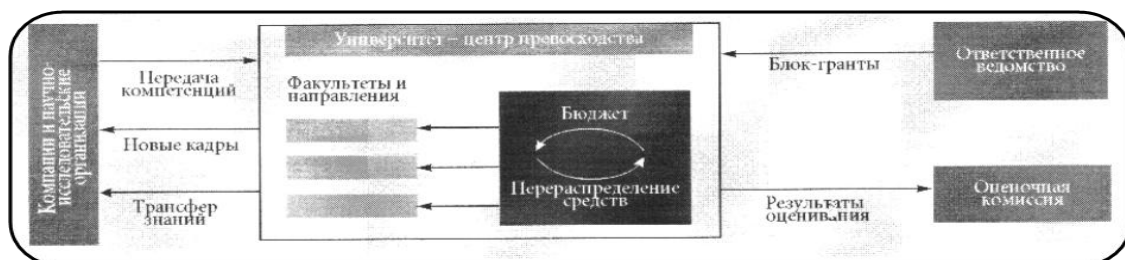 Компании и научно-
исследовательские
организации
Передача
компетенций
Новые кадры
Трансфер
знаний
Университет – центр превосходства
Факультеты и
направления
Бюджет
Перераспределение
средств
Блок-гранты
Результаты
оценивания
Ответственное
ведомство
Оценочная
комиссия